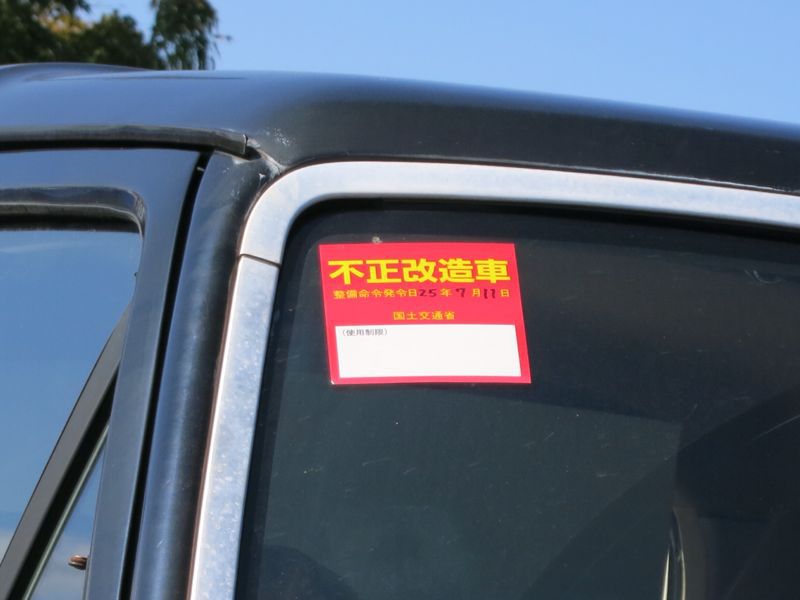 不正改造車
整備命令発令日25年7月11日
国土交通省
(使用制限)